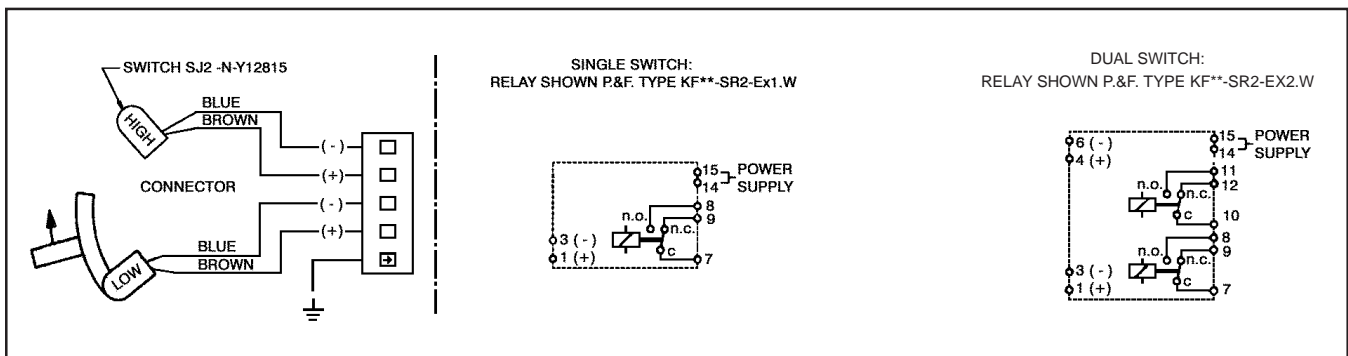 SWITCH SJ2 -N-Y12815
BLUE
BROWN
HIGH
(-)
(+)
CONNECTOR
(-)
(+)
BLUE
BROWN
LOW
SINGLE SWITCH:
RELAY SHOWN P.&F. TYPE KF**-SR2-Ex1.W
15
14
POWER
SUPPLY
8
9
n.o.
n.c.
3 (-)
1 (+)
c
7
DUAL SWITCH:
RELAY SHOWN P.&F. TYPE KF**-SR2-EX2.W
6 (-)
4 (+)
15
14
POWER
SUPPLY
11
12
n.o.
n.c.
c
10
8
9
n.o.
n.c.
3 (-)
1 (+)
c
7